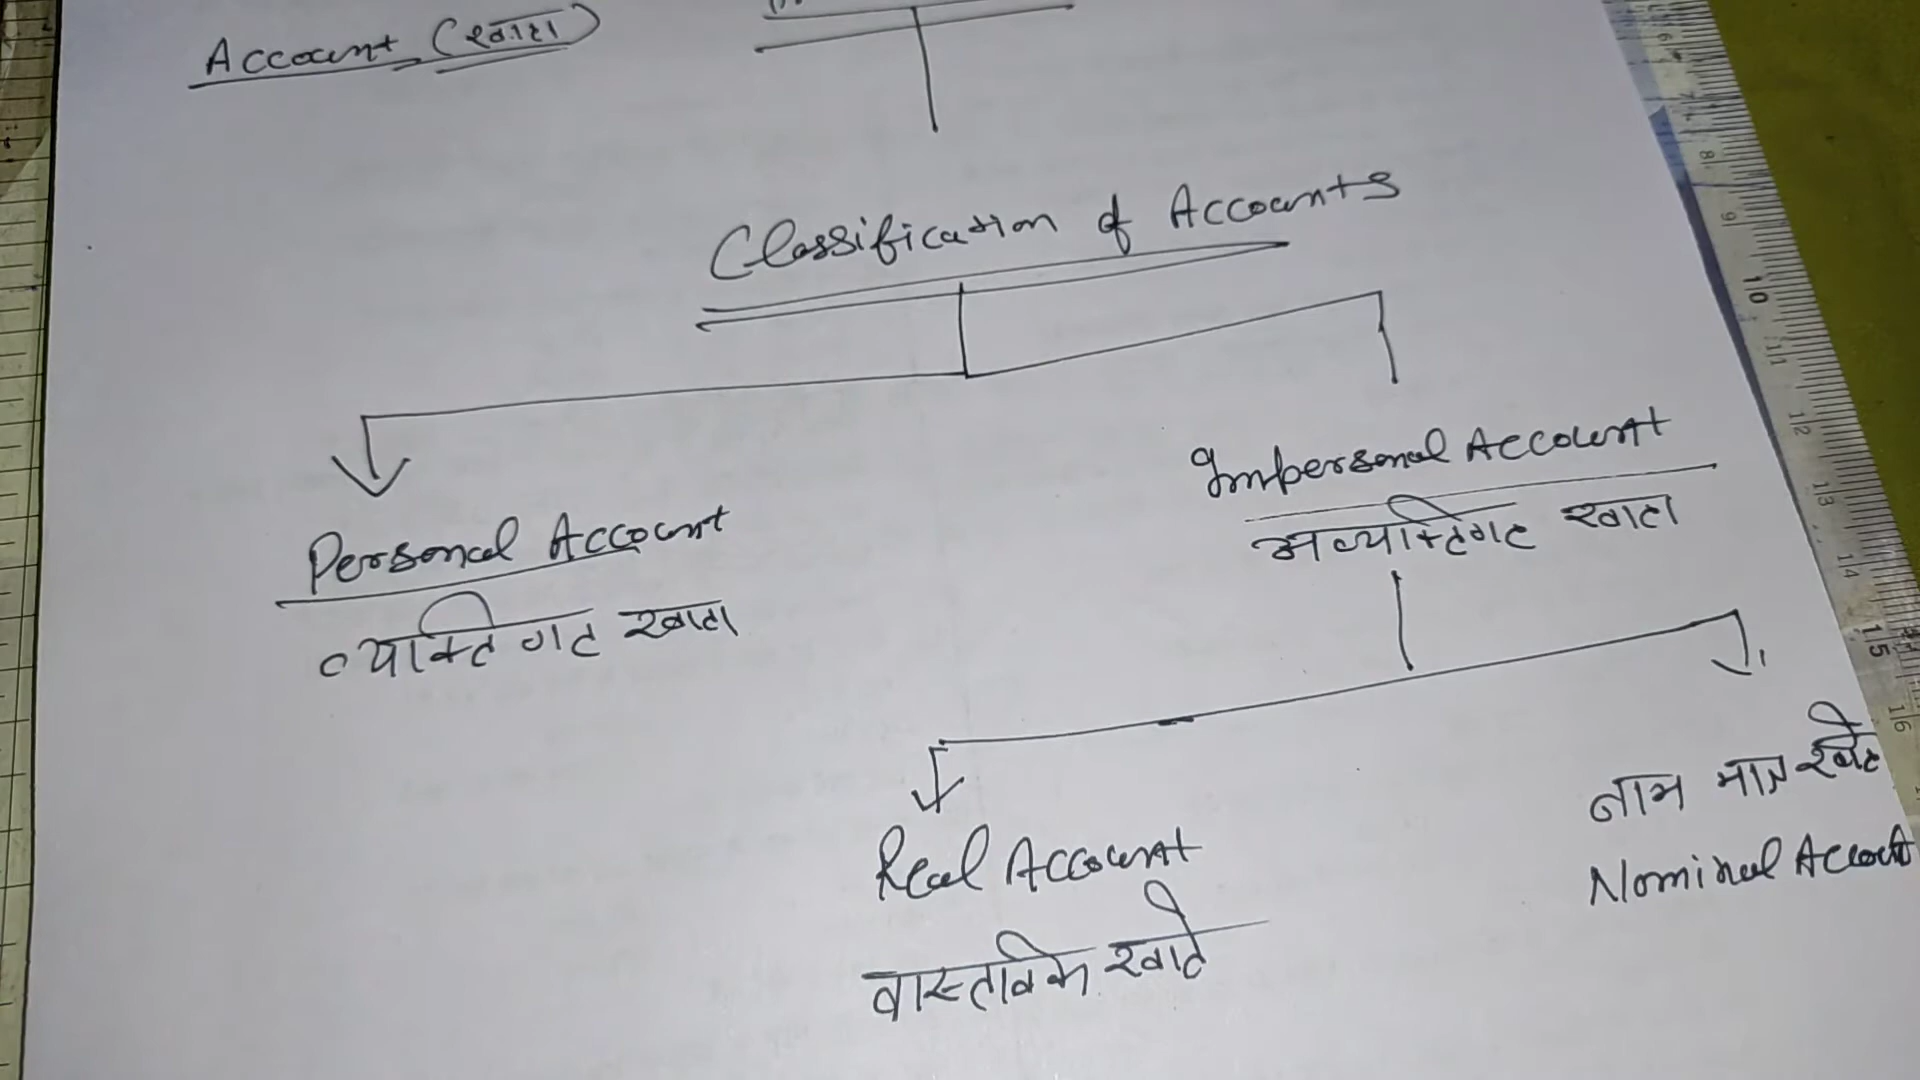 Account (खाता)
Classification of Accounts
Personal Account
व्यक्तिगत खाता
Impersonal Account
अव्यक्तिगत खाता
Real Account
वास्तविक खाते
नाम मात्र खाते
Nominal Account